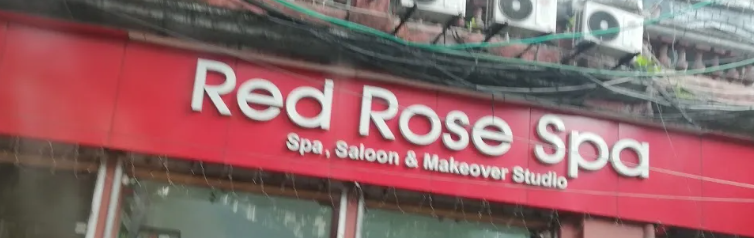 Red Rose Spa
Spa, Saloon & Makeover Studio